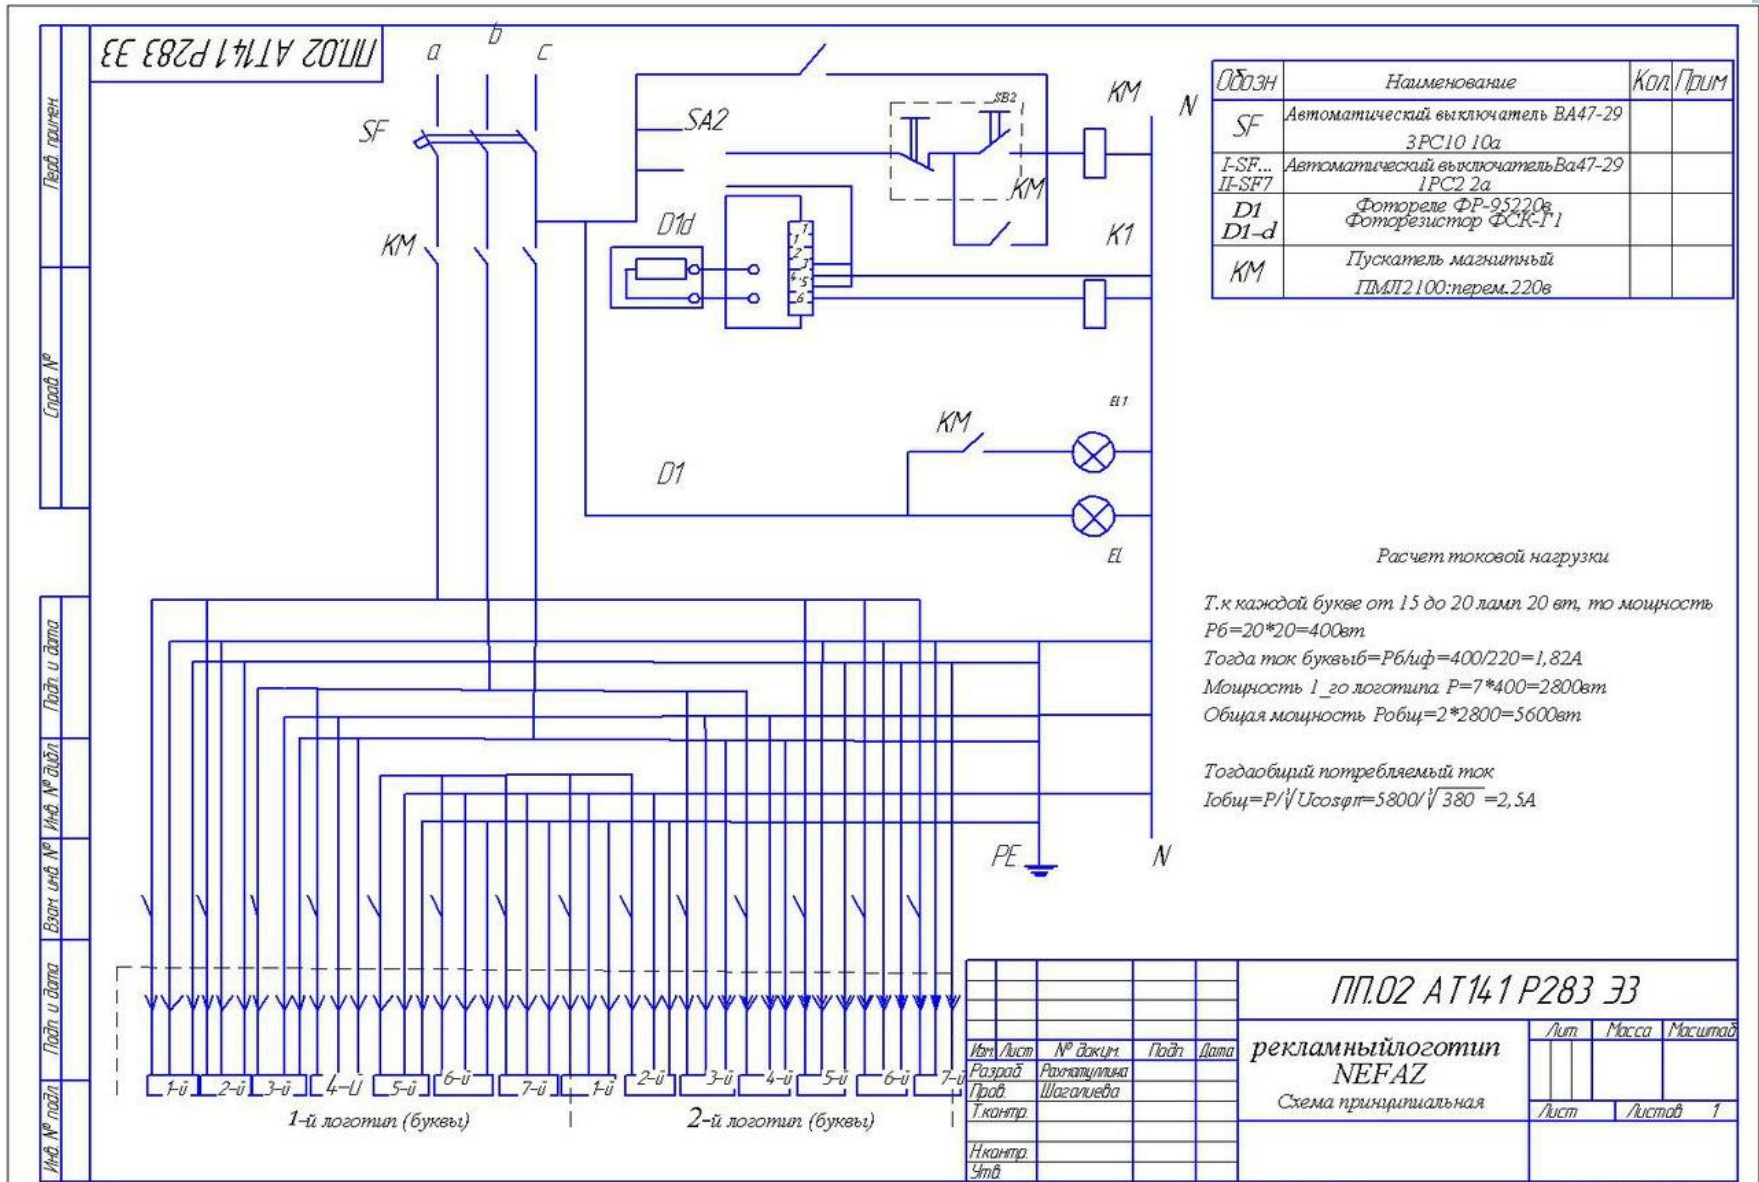 ПП.02 АТ141 Р283 ЭЗ
a
b
c
SF
KM
SA2
SB2
KM
KM
N
D1d
1
1
2
3
4
5
6
K1
KM
EL1
D1
EL
Обозн Наименование Кол Прим
SF Автоматический выключатель ВА47-29
3РС10 10а
I-SF... Автоматический выключательВа47-29
II-SF7 1РС2 2а
D1 Фотореле ФР-95220в
D1-d Фоторезистор ФСК-Г1
KM Пускатель магнитный
ПМЛ2100:перем.220в
Расчет токовой нагрузки
Т.к каждой букве от 15 до 20 ламп 20 вт, то мощность
Рб=20*20=400вт
Тогда ток буквыб=Рб/иф=400/220=1,82А
Мощность 1_го логотипа Р=7*400=2800вт
Общая мощность Робщ=2*2800=5600вт
Тогдаобщий потребляемый ток
Iобщ=Р/∛Ucosφп=5800/∛380 =2,5А
PE
N
1-й 2-й 3-й 4-U 5-й 6-й 7-й 1-й 2-й 3-й 4-й 5-й 6-й 7-й
1-й логотип (буквы) 2-й логотип (буквы)
Перв. примен
Справ №
Подп. и дата
Инв. № дубл
Взам. инв №
Подп и дата
Инв. № подл
ПП.02 АТ141 Р283 ЭЗ
Изм. Лист № докум. Подп Дата
Разраб Рахматуллина
Пров. Шагалиева
Т.контр.
Н.контр.
Утв.
рекламныйлоготип
NEFAZ
Схема принципиальная
Лит. Масса Масштаб
Лист Листов 1